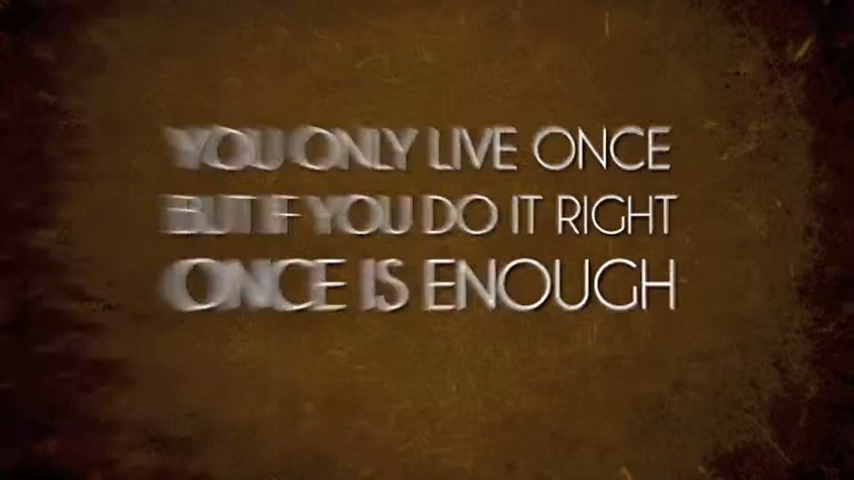 YOU ONLY LIVE ONCE
BUT IF YOU DO IT RIGHT
ONCE IS ENOUGH